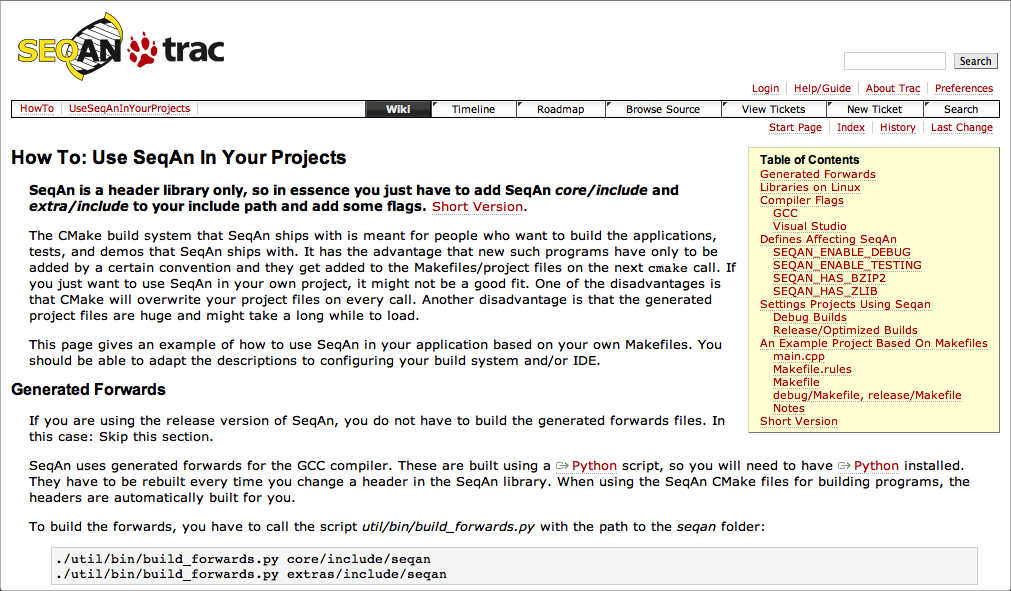 SEQAN trac
Search
Login Help/Guide About Trac Preferences
HowTo UseSeqAnInYourProjects Wiki Timeline Roadmap Browse Source View Tickets New Ticket Search
Start Page Index History Last Change
How To: Use SeqAn In Your Projects
SeqAn is a header library only, so in essence you just have to add SeqAn core/include and
extra/include to your include path and add some flags. Short Version.
The CMake build system that SeqAn ships with is meant for people who want to build the applications,
tests, and demos that SeqAn ships with. It has the advantage that new such programs have only to be
added by a certain convention and they get added to the Makefiles/project files on the next cmake call. If
you just want to use SeqAn in your own project, it might not be a good fit. One of the disadvantages is
that CMake will overwrite your project files on every call. Another disadvantage is that the generated
project files are huge and might take a long while to load.
This page gives an example of how to use SeqAn in your application based on your own Makefiles. You
should be able to adapt the descriptions to configuring your build system and/or IDE.
Table of Contents
Generated Forwards
Libraries on Linux
Compiler Flags
GCC
Visual Studio
Defines Affecting SeqAn
SEQAN_ENABLE_DEBUG
SEQAN_ENABLE_TESTING
SEQAN_HAS_BZIP2
SEQAN_HAS_ZLIB
Settings Projects Using Seqan
Debug Builds
Release/Optimized Builds
An Example Project Based On Makefiles
main.cpp
Makefile.rules
Makefile
debug/Makefile, release/Makefile
Notes
Short Version
Generated Forwards
If you are using the release version of SeqAn, you do not have to build the generated forwards files. In
this case: Skip this section.
SeqAn uses generated forwards for the GCC compiler. These are built using a Python script, so you will need to have Python installed.
They have to be rebuilt every time you change a header in the SeqAn library. When using the SeqAn CMake files for building programs, the
headers are automatically built for you.
To build the forwards, you have to call the script util/bin/build_forwards.py with the path to the seqan folder:
./util/bin/build_forwards.py core/include/seqan
./util/bin/build_forwards.py extras/include/seqan